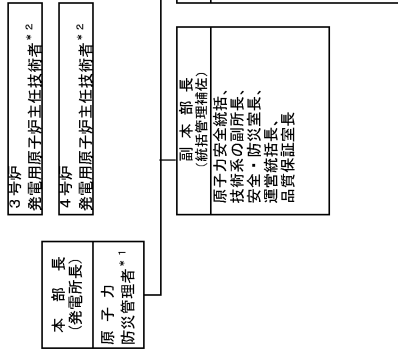 本部長
(発電所長)
原子力
防災管理者*1
3号炉
発電用原子炉主任技術者*2
4号炉
発電用原子炉主任技術者*2
副本部長
(統括管理補佐)
原子力安全統括、
技術系の副所長、
安全・防災室長、
運営統括長、
品質保証室長